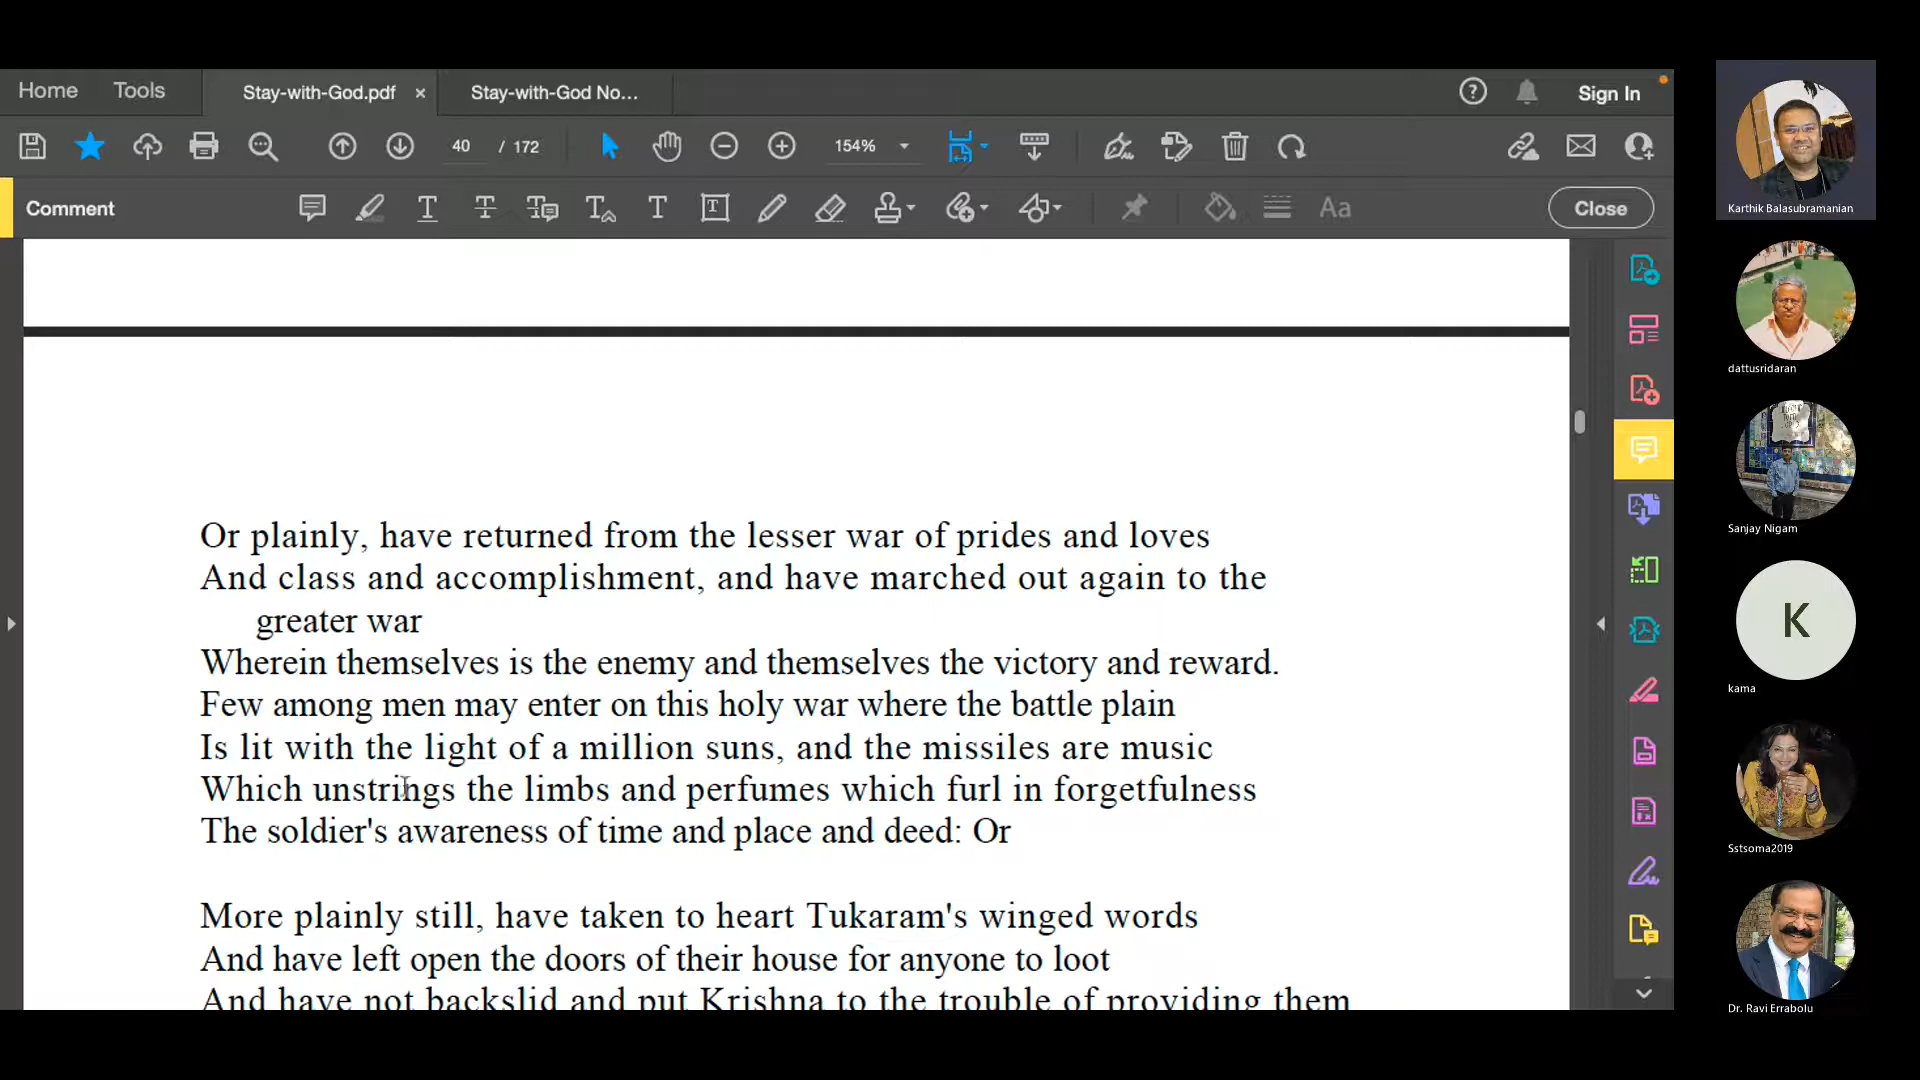 Home Tools Stay-with-God.pdf × Stay-with-God No... ? Sign In
40 / 172 154%
Comment Close
Or plainly, have returned from the lesser war of prides and loves
And class and accomplishment, and have marched out again to the
greater war
Wherein themselves is the enemy and themselves the victory and reward.
Few among men may enter on this holy war where the battle plain
Is lit with the light of a million suns, and the missiles are music
Which unstrings the limbs and perfumes which furl in forgetfulness
The soldier's awareness of time and place and deed: Or
More plainly still, have taken to heart Tukaram's winged words
And have left open the doors of their house for anyone to loot
And have not backslid and put Krishna to the trouble of providing them
Karthik Balasubramanian
dattusridaran
Sanjay Nigam
K
kama
Sstsoma2019
Dr. Ravi Errabolu